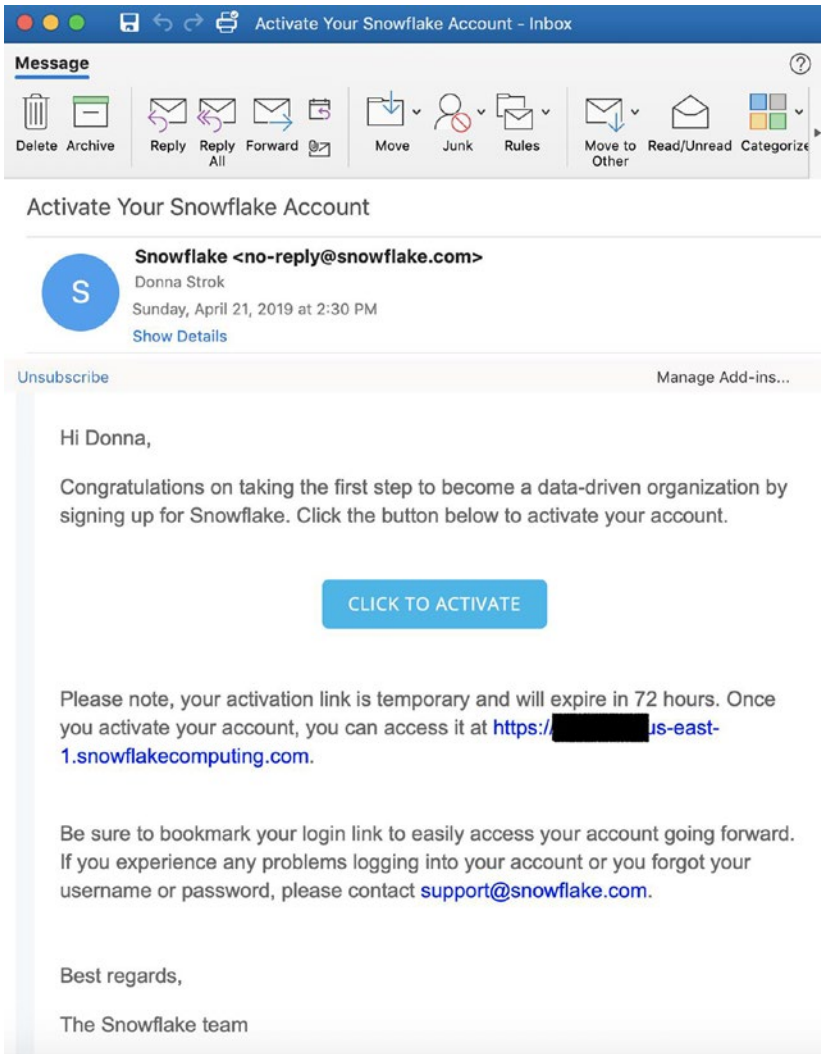 Activate Your Snowflake Account - Inbox
Message
Delete Archive Reply Reply All Forward Move Junk Rules Move to Other Read/Unread Categorize
Activate Your Snowflake Account
S
Snowflake <no-reply@snowflake.com>
Donna Strok
Sunday, April 21, 2019 at 2:30 PM
Show Details
Unsubscribe Manage Add-ins...
Hi Donna,
Congratulations on taking the first step to become a data-driven organization by
signing up for Snowflake. Click the button below to activate your account.
CLICK TO ACTIVATE
Please note, your activation link is temporary and will expire in 72 hours. Once
you activate your account, you can access it at https:// us-east-
1.snowflakecomputing.com.
Be sure to bookmark your login link to easily access your account going forward.
If you experience any problems logging into your account or you forgot your
username or password, please contact support@snowflake.com.
Best regards,
The Snowflake team